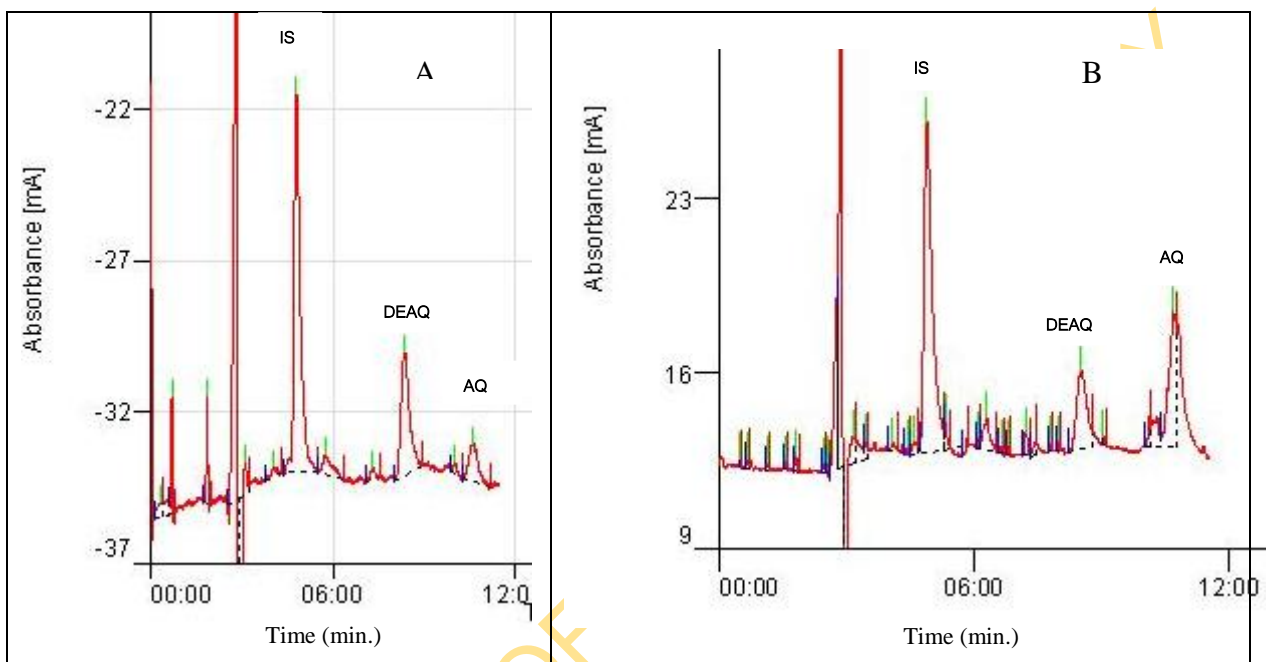 IS
A
-22
Absorbance [mA]
-27
DEAQ
AQ
-32
-37
00:00 06:00 12:0
Time (min.)
IS
B
Absorbance [mA]
23
AQ
DEAQ
16
9
00:00 06:00 12:00
Time (min.)
OF
Y